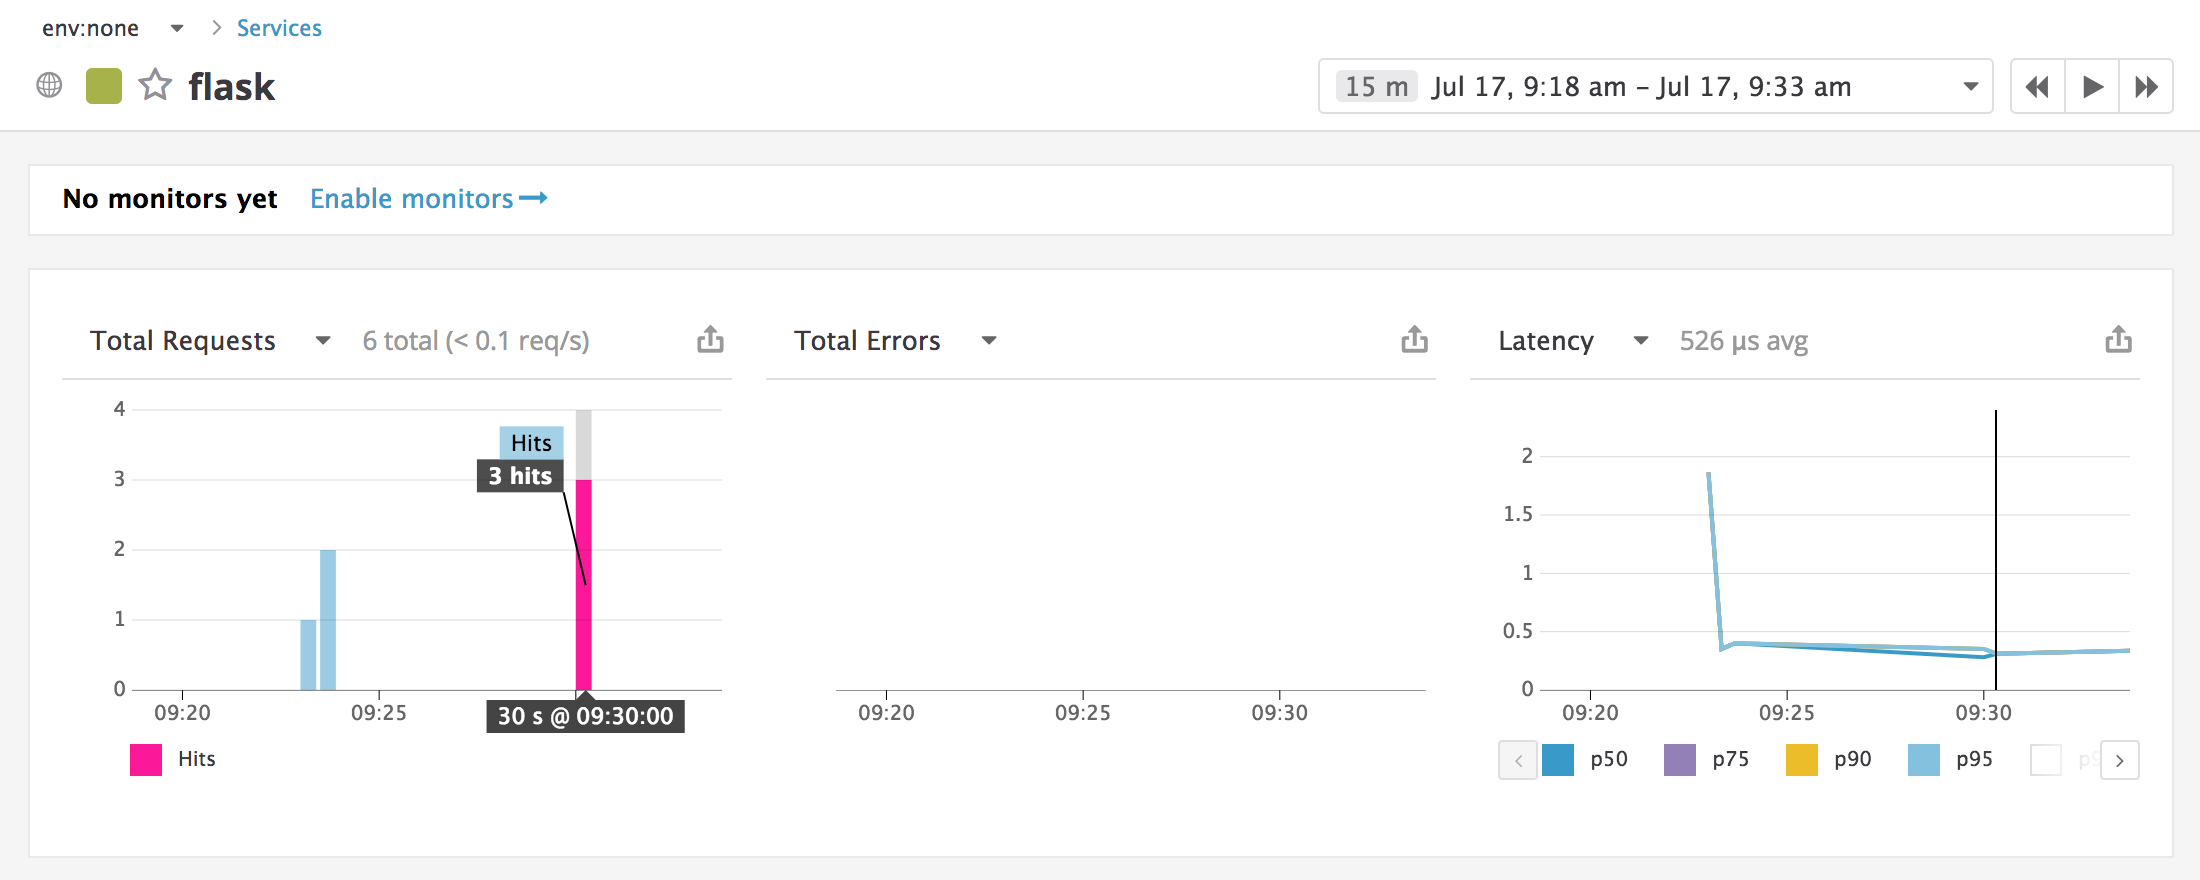 env:none > Services
flask
15 m Jul 17, 9:18 am – Jul 17, 9:33 am
No monitors yet Enable monitors→
Total Requests 6 total (< 0.1 req/s)
4
3
2
1
0
Hits
3 hits
09:20 09:25
30 s @ 09:30:00
Hits
Total Errors
09:20 09:25 09:30
Latency 526 µs avg
2
1.5
1
0.5
0
09:20 09:25 09:30
p50 p75 p90 p95